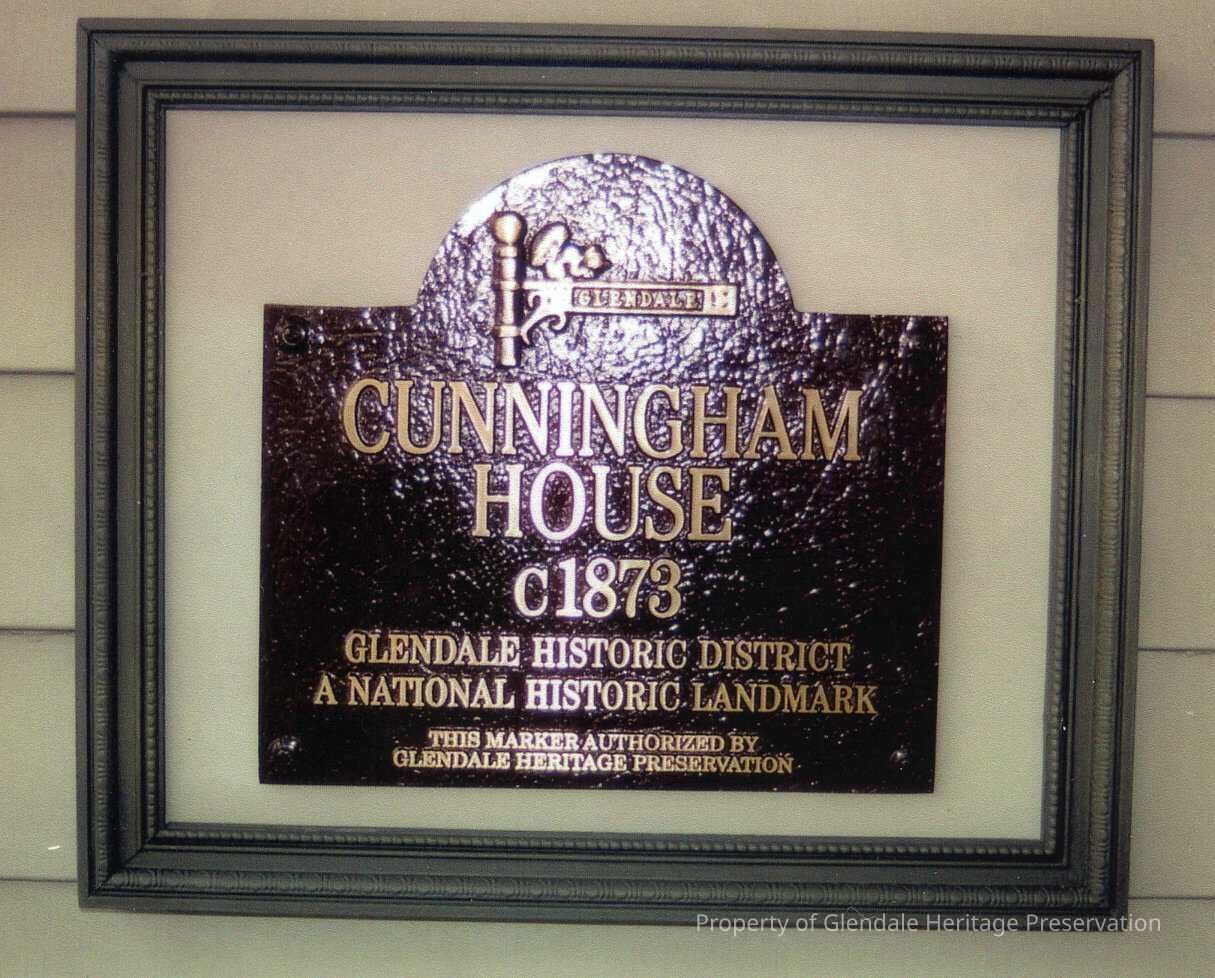 GLENDALE
CUNNINGHAM
HOUSE
c1873
GLENDALE HISTORIC DISTRICT
A NATIONAL HISTORIC LANDMARK
THIS MARKER AUTHORIZED BY
GLENDALE HERITAGE PRESERVATION
Property of Glendale Heritage Preservation